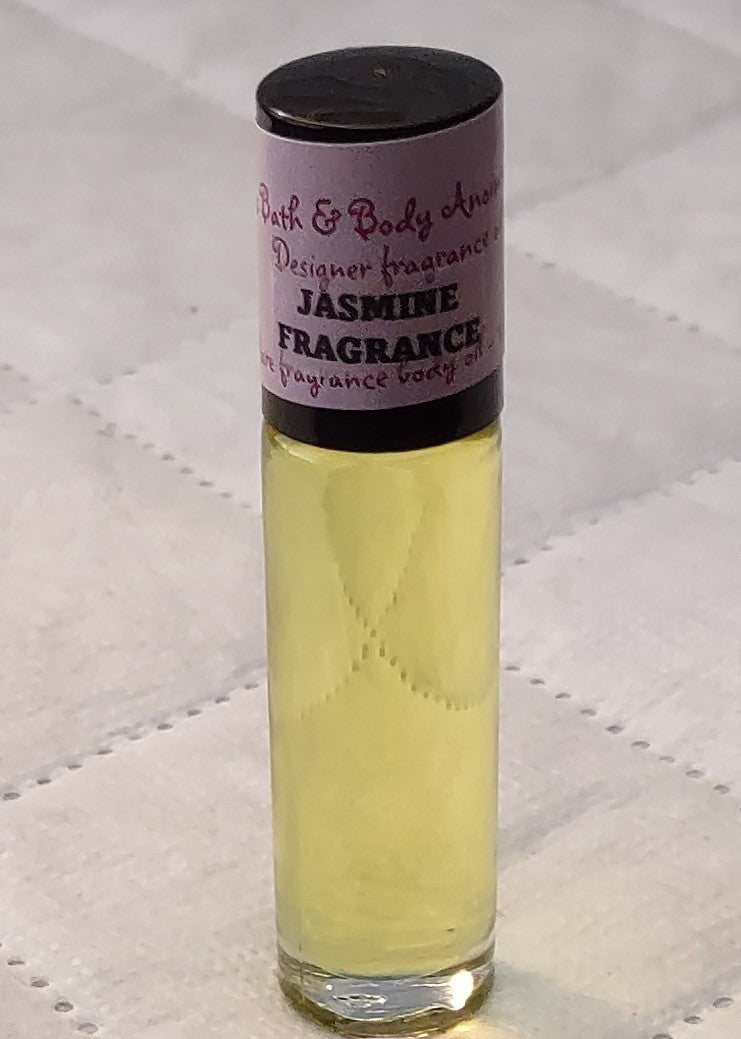 Bath & Body
Designer fragrance
JASMINE
FRAGRANCE
fragrance body oil